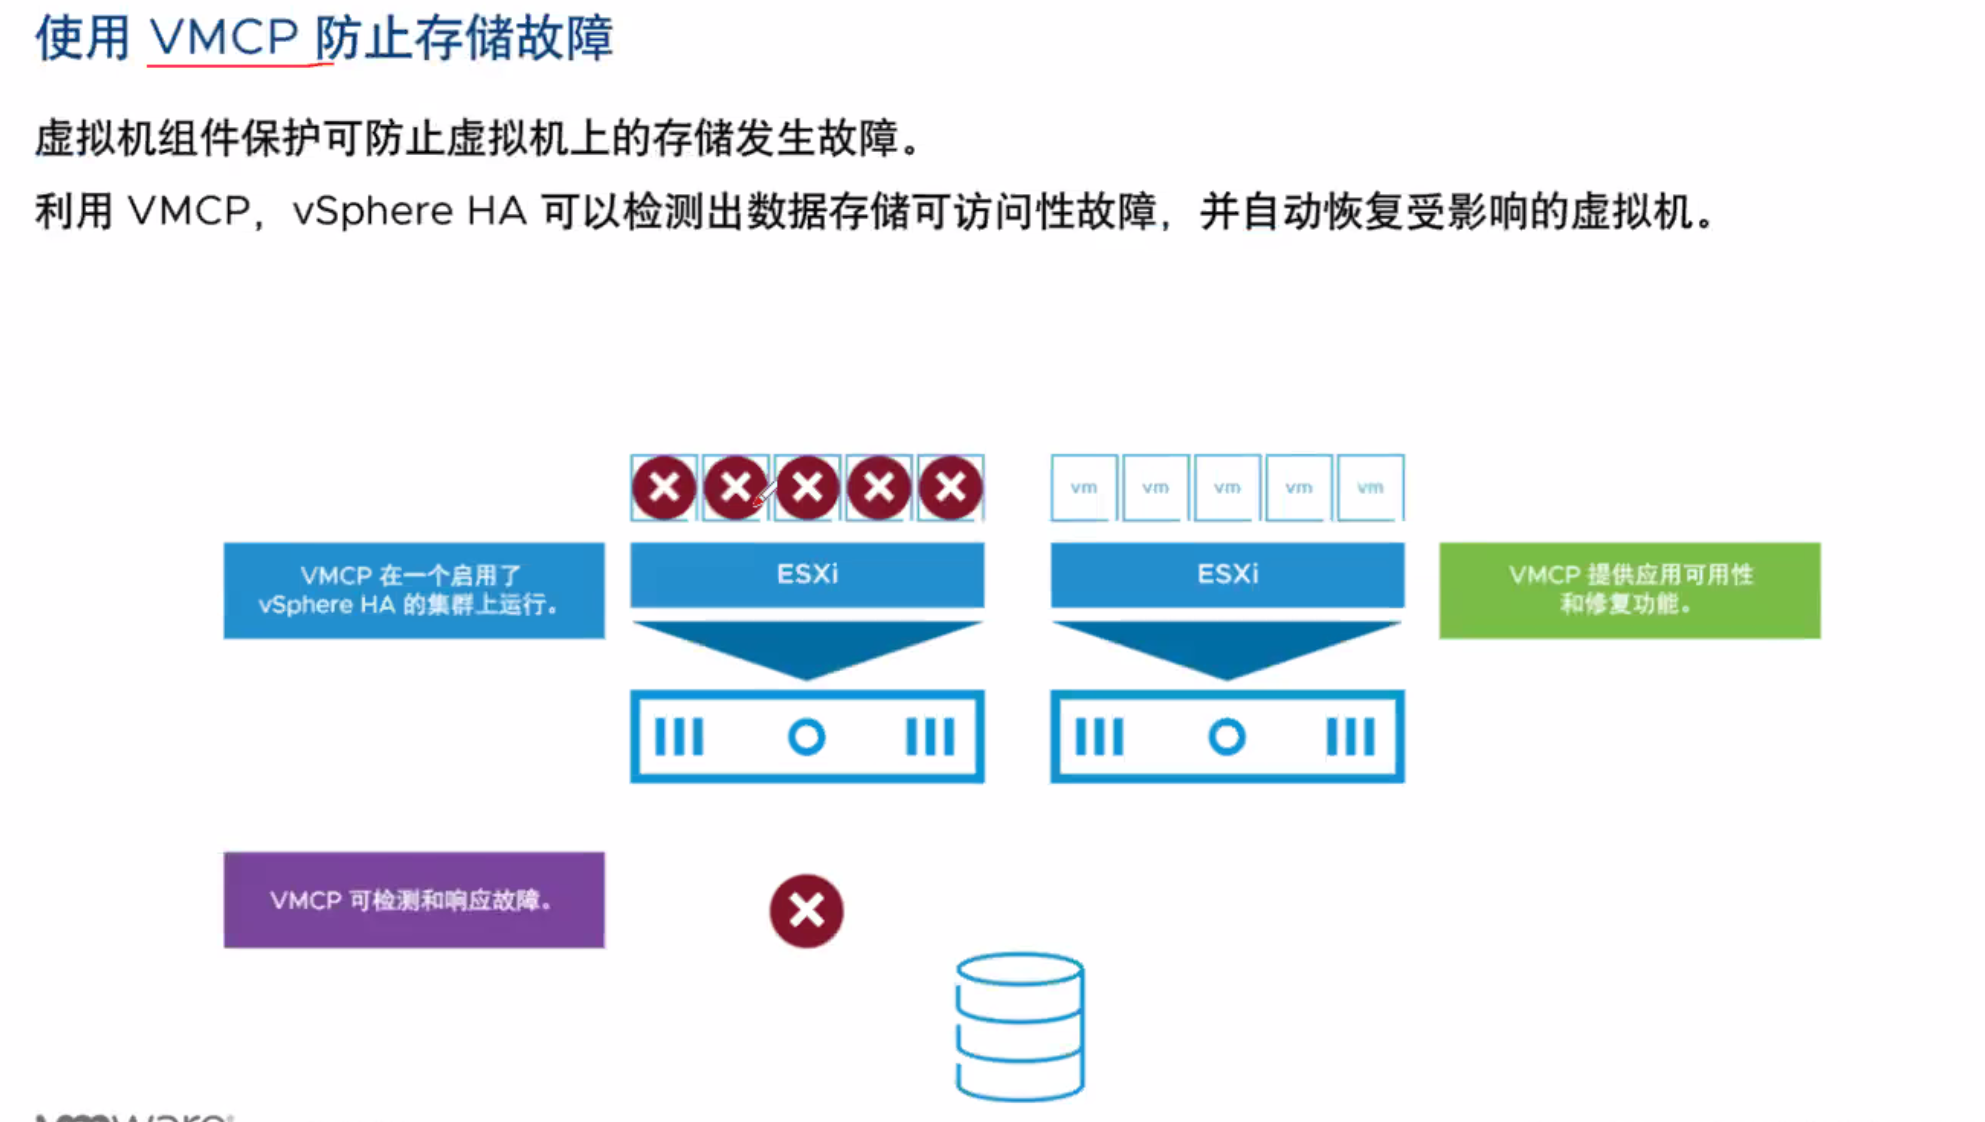 使用 VMCP 防止存储故障
虚拟机组件保护可防止虚拟机上的存储发生故障。
利用 VMCP，vSphere HA 可以检测出数据存储可访问性故障，并自动恢复受影响的虚拟机。
vm vm vm vm vm
VMCP 在一个启用了
vSphere HA 的集群上运行。
ESXi
ESXi
VMCP 提供应用可用性
和修复功能。
VMCP 可检测和响应故障。
vmware®